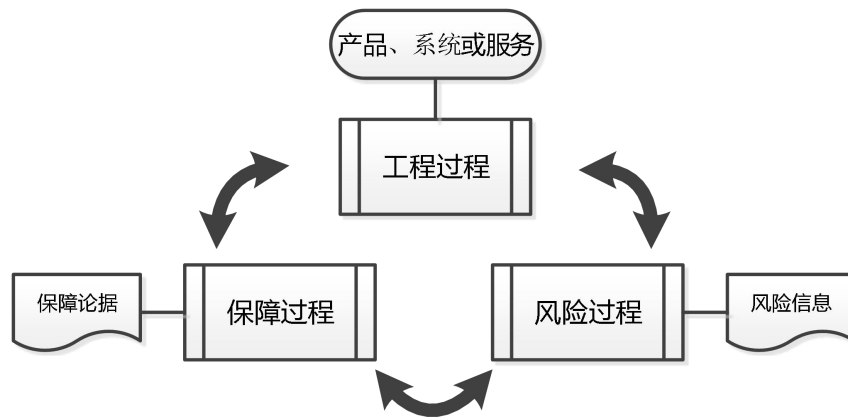 产品、系统或服务
工程过程
保障论据
保障过程
风险过程
风险信息